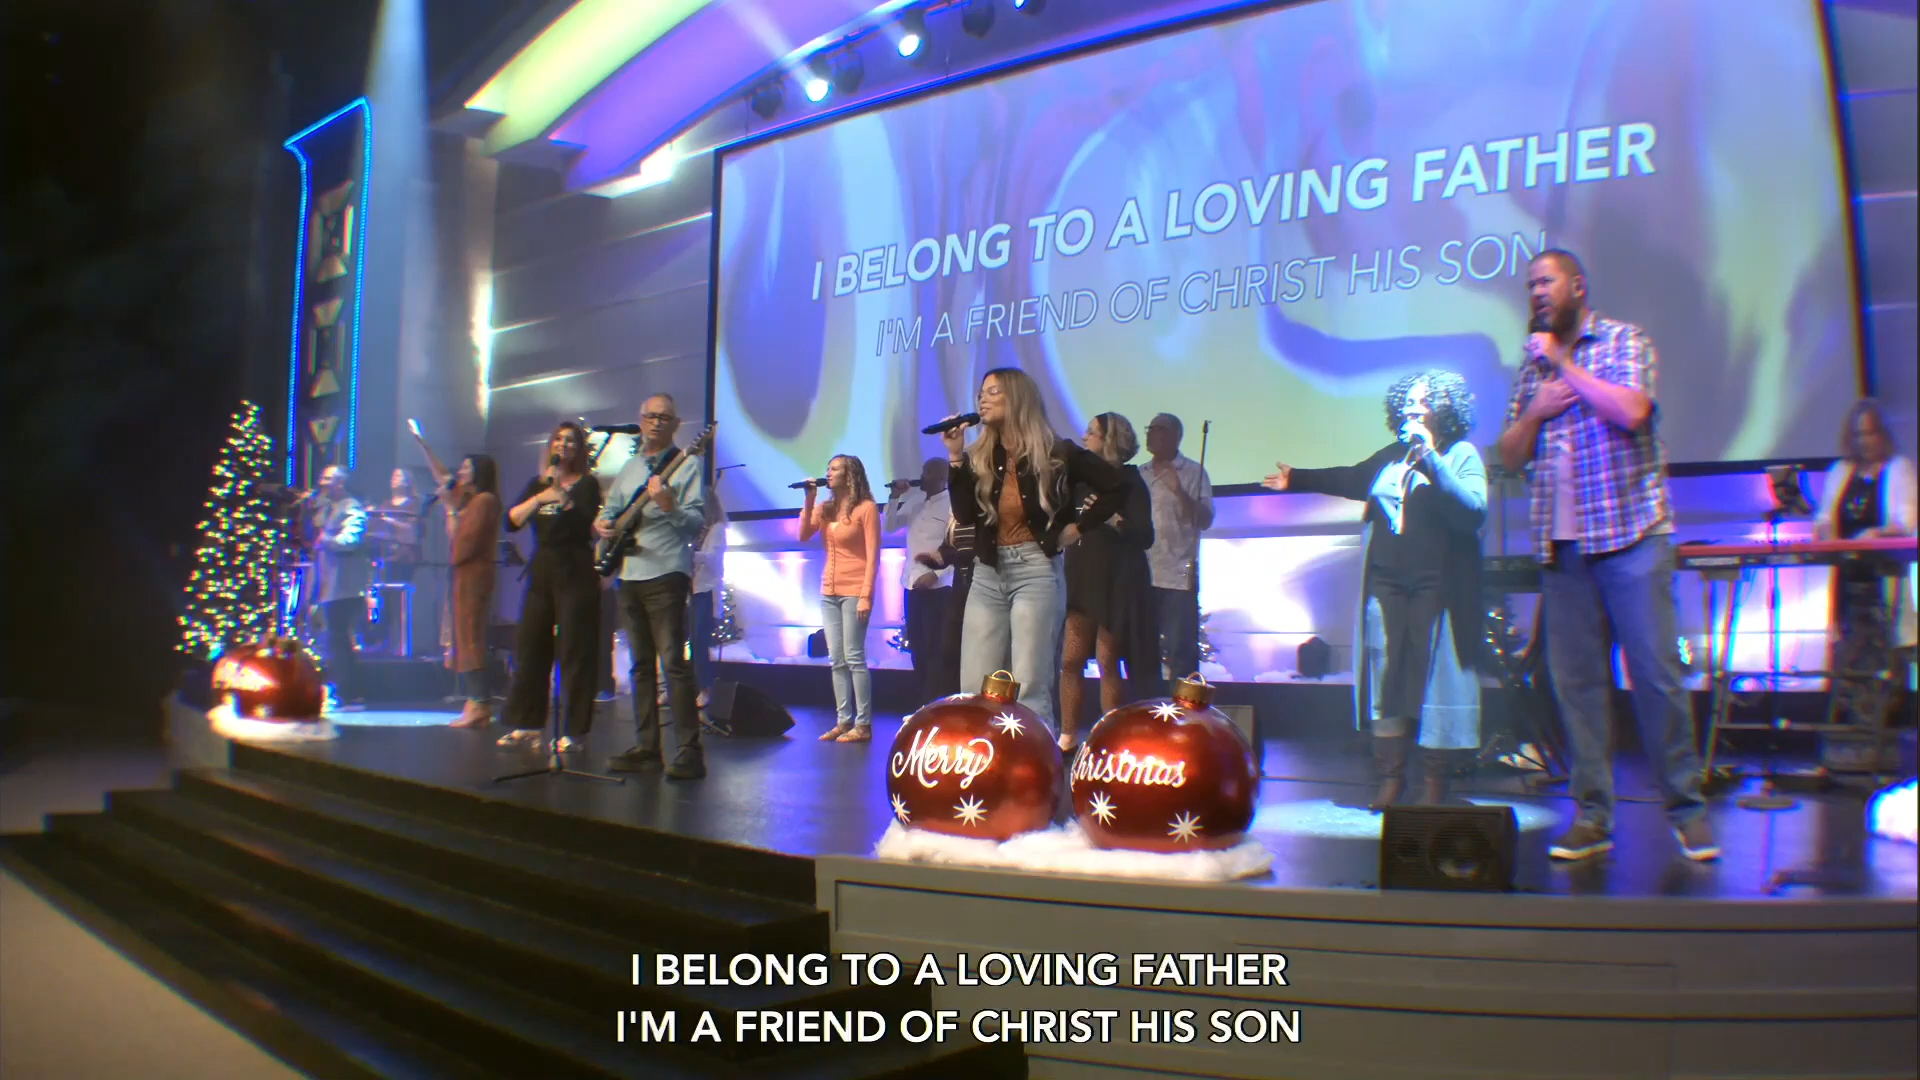 I BELONG TO A LOVING FATHER
I'M A FRIEND OF CHRIST HIS SON
Merry
Christmas
I BELONG TO A LOVING FATHER
I'M A FRIEND OF CHRIST HIS SON